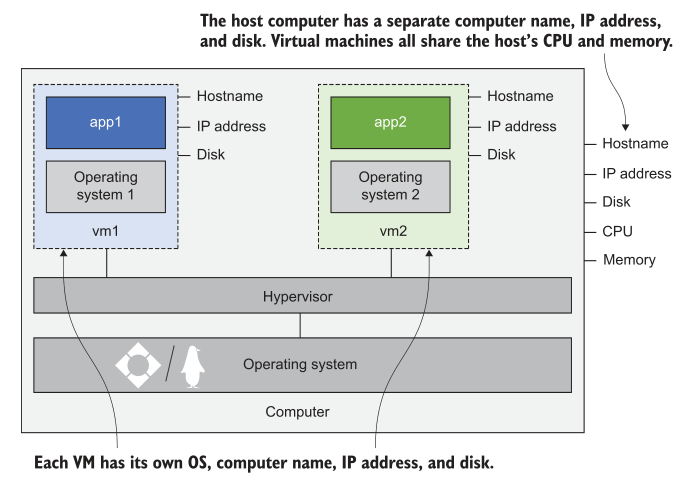 The host computer has a separate computer name, IP address,
and disk. Virtual machines all share the host's CPU and memory.
Hostname
app1
IP address
Disk
Operating
system 1
vm1
Hostname
app2
IP address
Disk
Operating
system 2
vm2
Hostname
IP address
Disk
CPU
Memory
Hypervisor
Operating system
Computer
Each VM has its own OS, computer name, IP address, and disk.